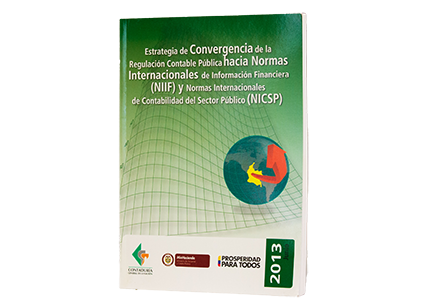 Estrategia de Convergencia de la
Regulación Contable Pública hacia Normas
Internacionales de Información Financiera
(NIIF) y Normas Internacionales
de Contabilidad del Sector Público (NICSP)
CONTADURÍA
MinHacienda
PROSPERIDAD
PARA TODOS
2013